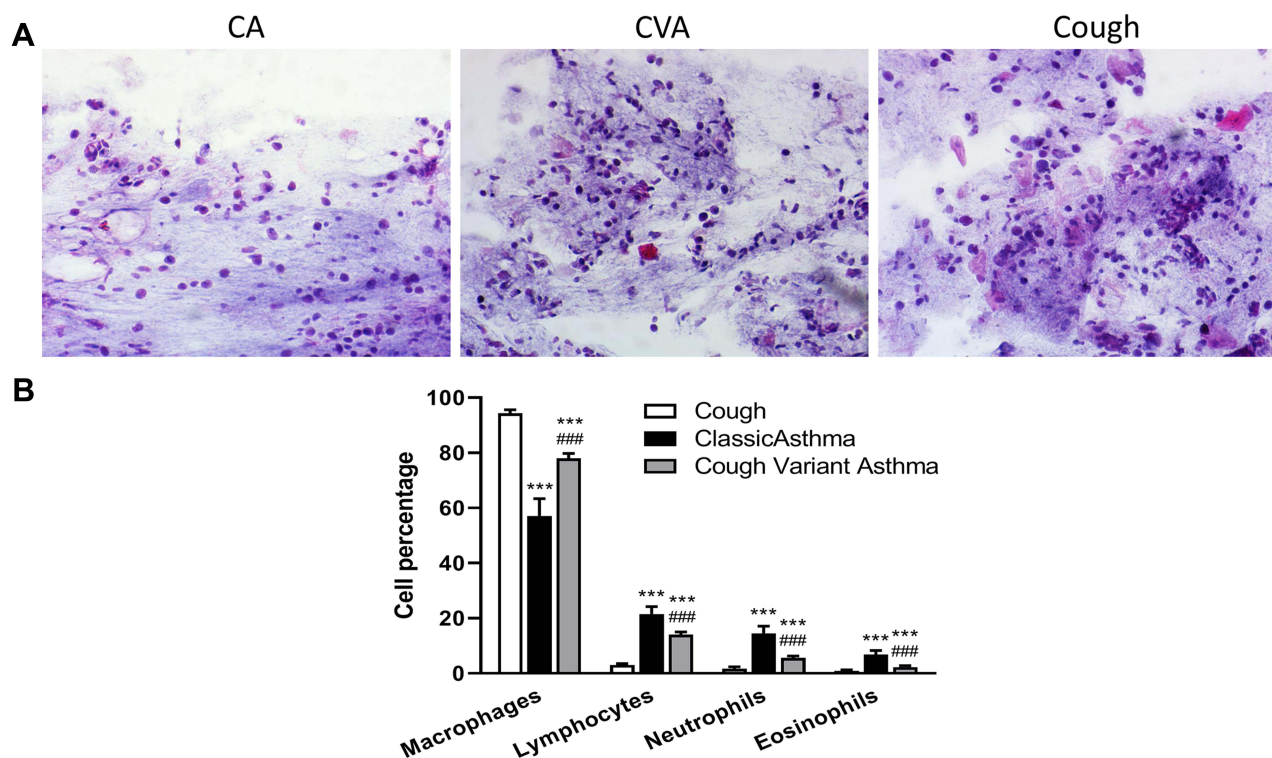 A
CA
CVA
Cough
B
100
80
60
40
20
0
Cell percentage
***
***
###
***
***
###
***
***
###
***
***
###
Cough
ClassicAsthma
Cough Variant Asthma
Macrophages
Lymphocytes
Neutrophils
Eosinophils